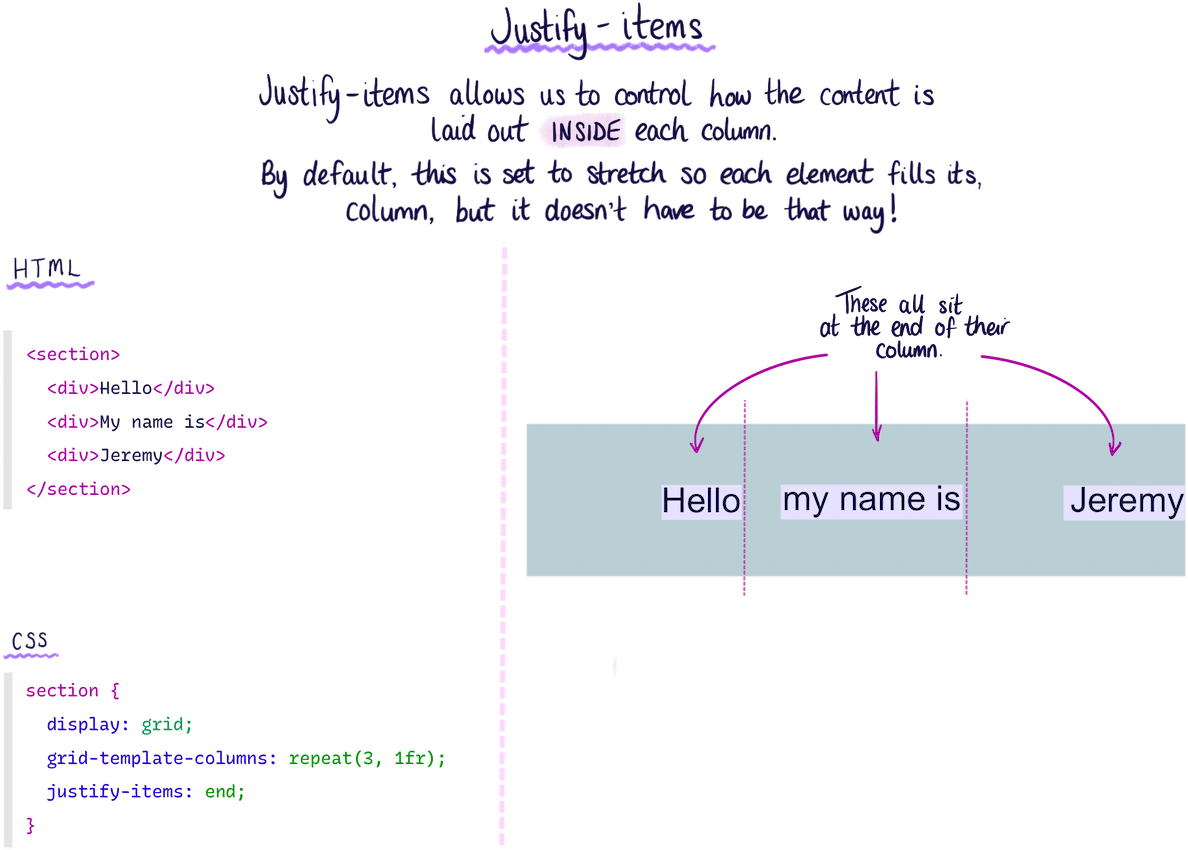 Justify-items
Justify-items allows us to control how the content is
laid out INSIDE each column.
By default, this is set to stretch so each element fills its,
column, but it doesn't have to be that way!
HTML
<section>
  <div>Hello</div>
  <div>My name is</div>
  <div>Jeremy</div>
</section>
These all sit
at the end of their
column.
Hello my name is Jeremy
CSS
section {
  display: grid;
  grid-template-columns: repeat(3, 1fr);
  justify-items: end;
}